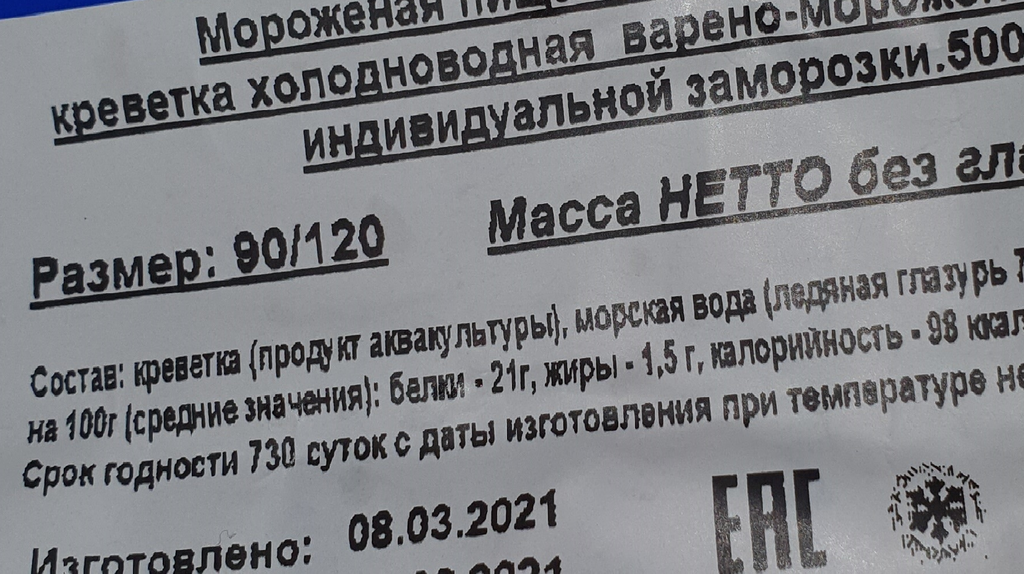 Мороженая
креветка холодноводная варено-
индивидуальной заморозки.500
Масса НЕТТО без
Размер: 90/120
Состав: креветка (продукт аквакультуры), морская вода (ледяная глазурь
на 100г (средние значения): белки - 21г, жиры - 1,5 г, калорийность - 98
Срок годности 730 суток с даты изготовления при температуре не
Изготовлено: 08.03.2021
ЕАС